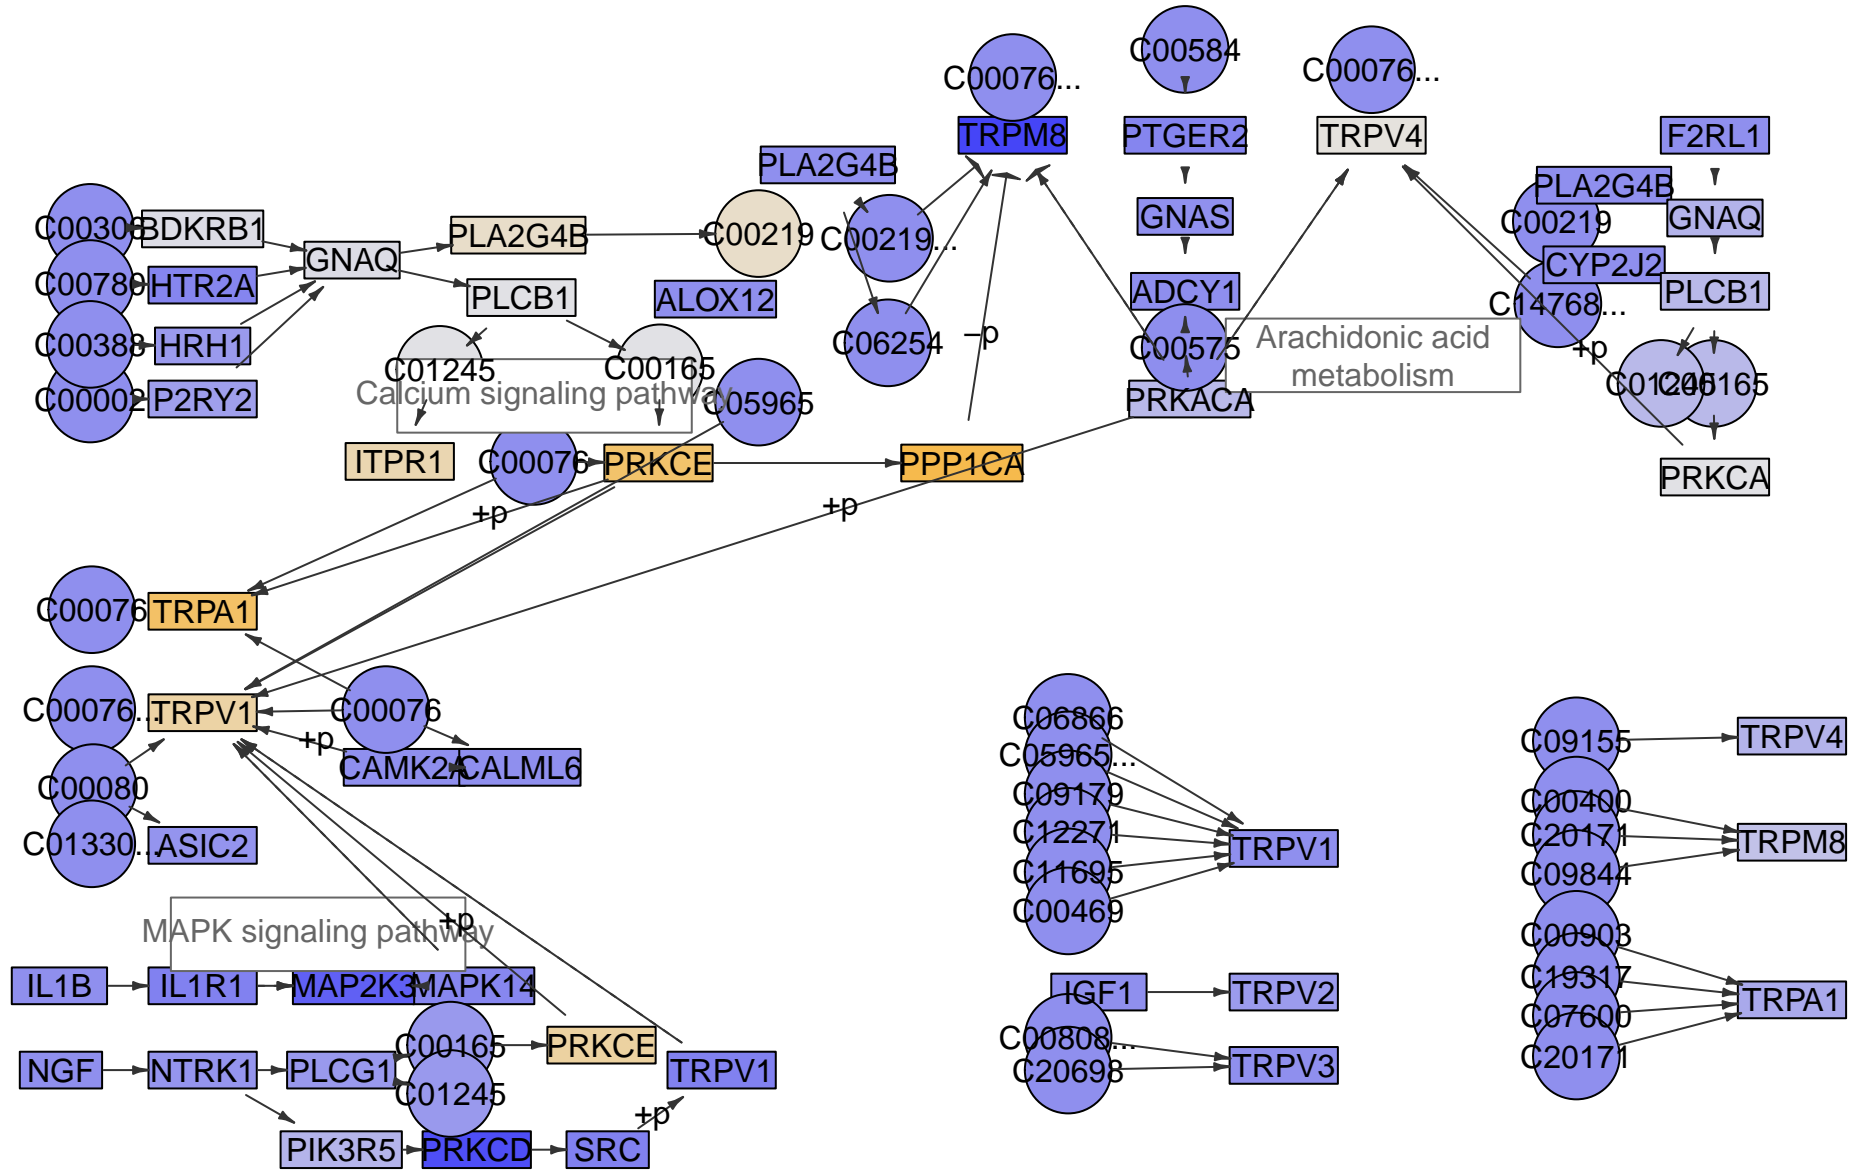 C00584
C00076...
C00076...
TRPM8
PTGER2
TRPV4
F2RL1
PLA2G4B
PLA2G4B
BDKRB1
GNAS
C00219
GNAQ
PLA2G4B
C00219
C00219...
GNAQ
CYP2J2
C00780
HTR2A
PLCB1
ALOX12
ADCY1
C14768...
PLCB1
C00388
HRH1
C06254
–p
C00575
Arachidonic acid
metabolism
+p
C01245
C00165
Calcium signaling pathway
C05965
C00002
P2RY2
PRKACA
C00165
ITPR1
C00076
PRKCE
PPP1CA
PRKCA
+p
+p
C00076
TRPA1
C00076...
TRPV1
C00076
C06866
C09155
TRPV4
+p
C05965...
CAMK2A
CALML6
C00080
C09179
C00400
C12271
C20171
TRPM8
C01330...
ASIC2
TRPV1
C11695
C09844
C00469
+p
MAPK signaling pathway
C00903
C19317
IL1B
IL1R1
MAP2K3
MAPK14
IGF1
TRPV2
TRPA1
C07600
C00165
PRKCE
C00808...
C20171
NGF
NTRK1
PLCG1
TRPV1
C20698
TRPV3
C01245
+p
PIK3R5
PRKCD
SRC